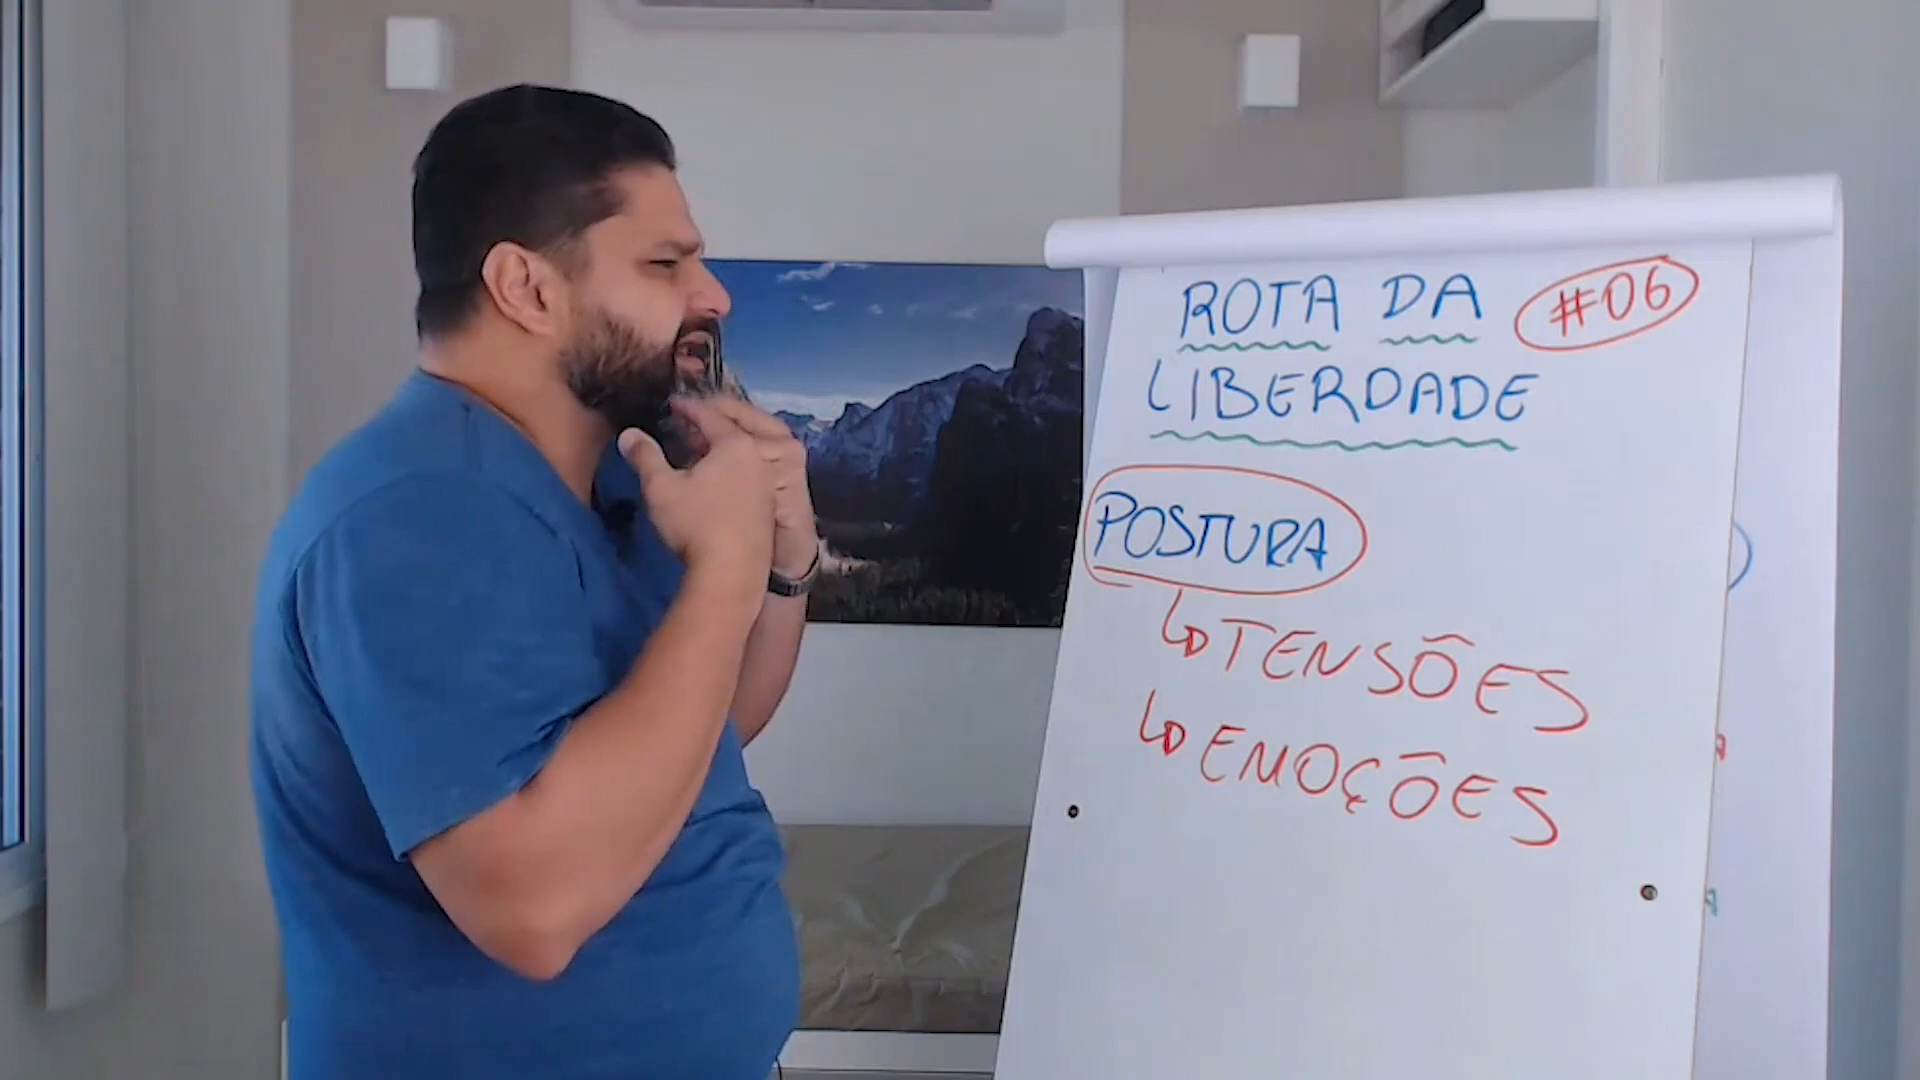 ROTA DA #06
LIBERDADE
POSTURA
TENSÕES
EMOÇÕES